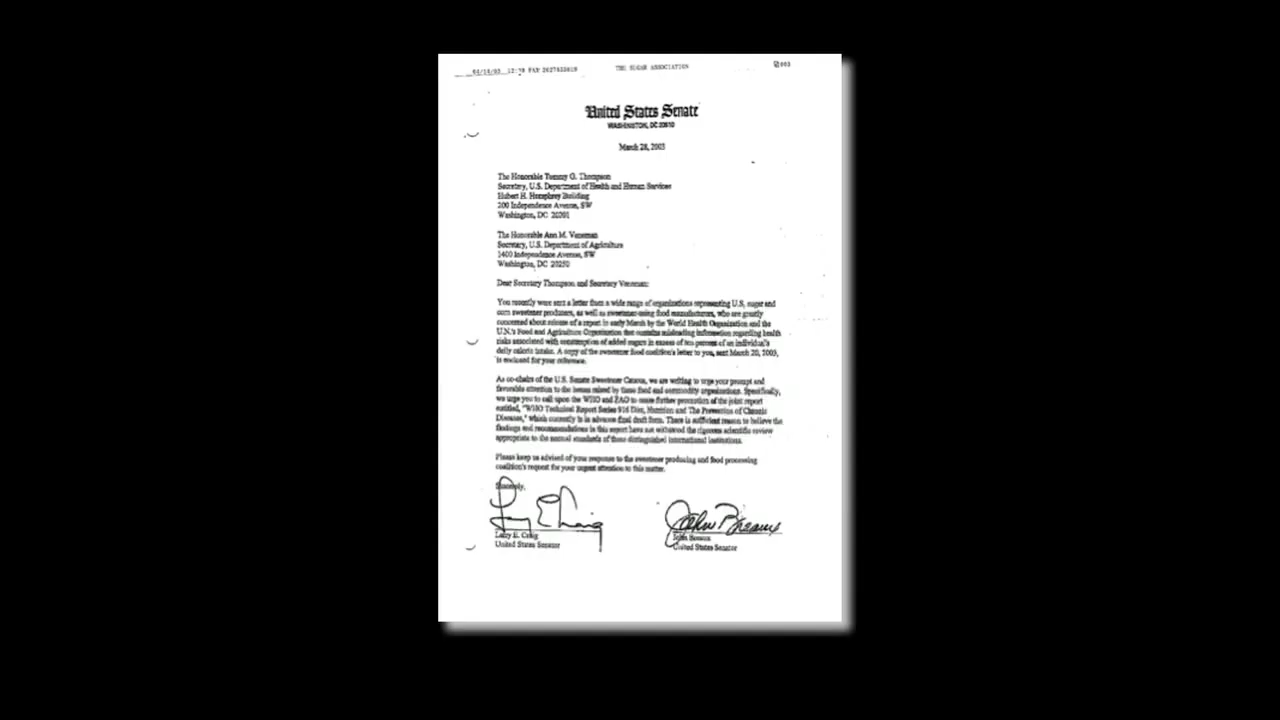 THE SUGAR ASSOCIATION
United States Senate
WASHINGTON, DC 20510
March 28, 2003
The Honorable Tommy G. Thompson
Secretary, U.S. Department of Health and Human Services
Hubert H. Humphrey Building
200 Independence Avenue, SW
Washington, DC 20201
The Honorable Ann M. Veneman
Secretary, U.S. Department of Agriculture
1400 Independence Avenue, SW
Washington, DC 20250
Dear Secretary Thompson and Secretary Veneman:
You recently were sent a letter from a wide range of organizations representing U.S. sugar and
corn sweetener producers, as well as sweetener-using food manufacturers, who are greatly
concerned about release of a report in early March by the World Health Organization and the
U.N.'s Food and Agriculture Organization that contains misleading information regarding health
risks associated with consumption of added sugars in excess of ten percent of an individual's
daily caloric intake. A copy of the sweetener food coalition's letter to you, sent March 20, 2003,
is enclosed for your reference.
As co-chairs of the U.S. Senate Sweetener Caucus, we are writing to urge your prompt and
favorable attention to the issues raised by these food and commodity organizations. Specifically,
we urge you to call upon the WHO and FAO to cease further promotion of the joint report
entitled, "WHO Technical Report Series 916 Diet, Nutrition and The Prevention of Chronic
Diseases," which currently is in advance final draft form. There is sufficient reason to believe the
findings and recommendations in this report have not withstood the rigorous scientific review
appropriate to the normal standards of these distinguished international institutions.
Please keep us advised of your response to the sweetener producing and food processing
coalition's request for your urgent attention to this matter.
Sincerely,
Larry E. Craig
United States Senator
John Breaux
United States Senator